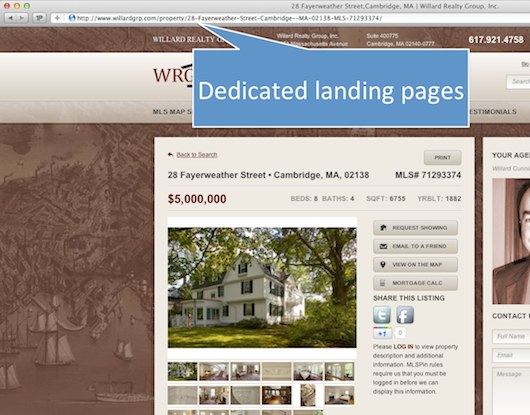 28 Fayerweather Street,Cambridge, MA | Willard Realty Group, Inc.
http://www.willardgrp.com/property/28-Fayerweather-Street-Cambridge--MA-02138-MLS-71293374/
WILLARD REALTY GR
Willard Realty Group, Inc.
Massachusetts Avenue
Suite 400775
Cambridge, MA 02140-0777
617.921.4758
WRG
Dedicated landing pages
Searc
MLS MAP S
TESTIMONIALS
Back to Search
PRINT
28 Fayerweather Street • Cambridge, MA, 02138
MLS# 71293374
$5,000,000
BEDS: 8 BATHS: 4 SQFT: 6755 YRBLT: 1882
REQUEST SHOWING
EMAIL TO A FRIEND
VIEW ON THE MAP
MORTGAGE CALC
SHARE THIS LISTING
t f
+1 0
Please LOG IN to view property
description and additional
information. MLSPin rules
require us that you must be
logged in before we can
display this information.
YOUR AGE
Willard Cunnin
CONTACT
Full Name
Email
Message